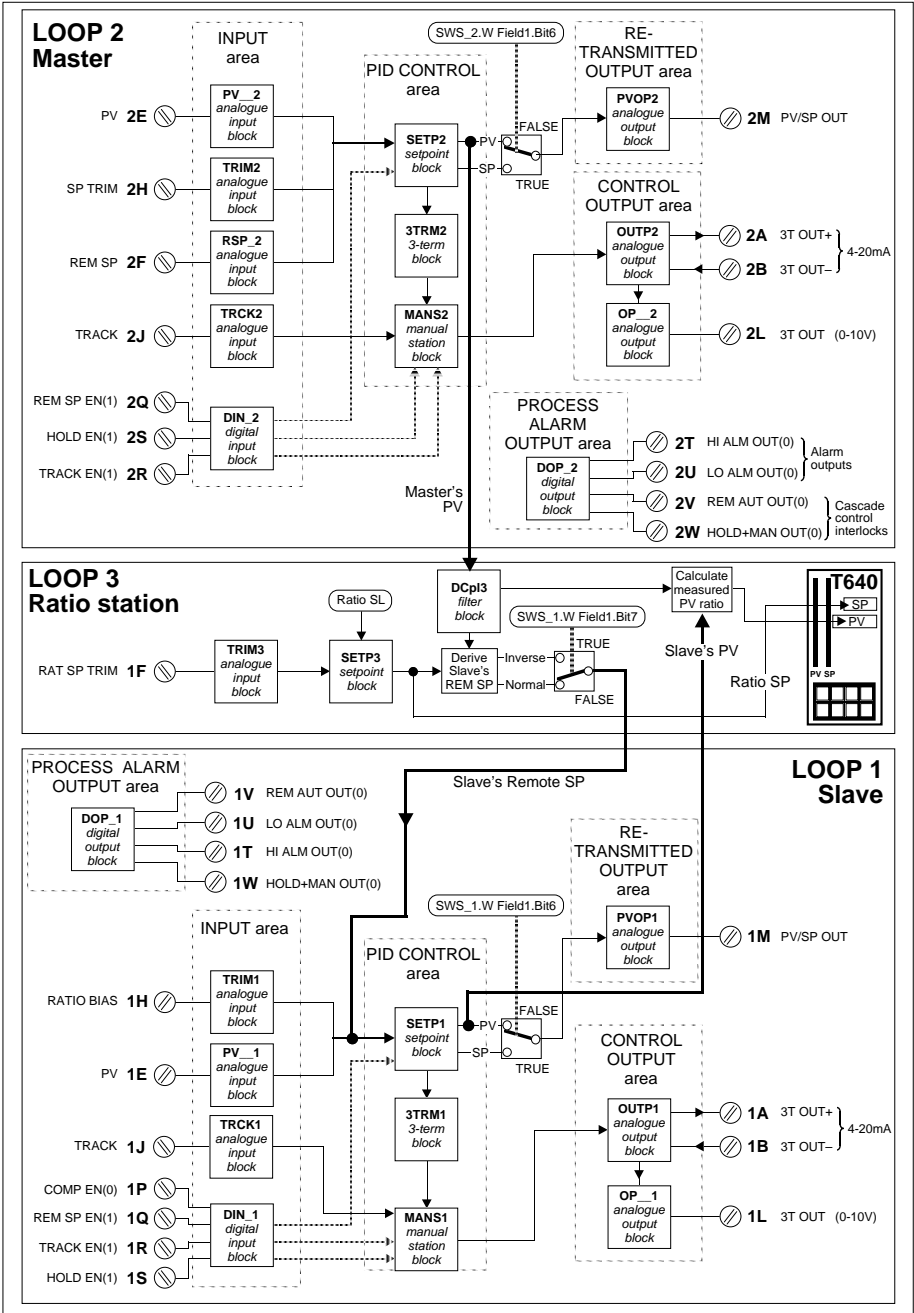 LOOP 2
Master
INPUT
area
PV 2E
PV__2
analogue
input
block
SP TRIM 2H
TRIM2
analogue
input
block
REM SP 2F
RSP_2
analogue
input
block
TRACK 2J
TRCK2
analogue
input
block
REM SP EN(1) 2Q
HOLD EN(1) 2S
TRACK EN(1) 2R
DIN_2
digital
input
block
PID CONTROL
area
SETP2
setpoint
block
3TRM2
3-term
block
MANS2
manual
station
block
SWS_2.W Field1.Bit6
PV
SP
FALSE
TRUE
RE-
TRANSMITTED
OUTPUT area
PVOP2
analogue
output
block
2M PV/SP OUT
CONTROL
OUTPUT area
OUTP2
analogue
output
block
2A 3T OUT+
2B 3T OUT–
4-20mA
OP__2
analogue
output
block
2L 3T OUT (0-10V)
PROCESS
ALARM
OUTPUT area
DOP_2
digital
output
block
2T HI ALM OUT(0)
2U LO ALM OUT(0)
Alarm
outputs
2V REM AUT OUT(0)
2W HOLD+MAN OUT(0)
Cascade
control
interlocks
Master's
PV
LOOP 3
Ratio station
RAT SP TRIM 1F
TRIM3
analogue
input
block
Ratio SL
SETP3
setpoint
block
DCpl3
filter
block
Derive
Slave's
REM SP
Inverse
Normal
SWS_1.W Field1.Bit7
TRUE
FALSE
Calculate
measured
PV ratio
Slave's PV
Ratio SP
T640
SP
PV
PV SP
LOOP 1
Slave
Slave's Remote SP
PROCESS ALARM
OUTPUT area
DOP_1
digital
output
block
1V REM AUT OUT(0)
1U LO ALM OUT(0)
1T HI ALM OUT(0)
1W HOLD+MAN OUT(0)
INPUT area
RATIO BIAS 1H
TRIM1
analogue
input
block
PV 1E
PV__1
analogue
input
block
TRACK 1J
TRCK1
analogue
input
block
COMP EN(0) 1P
REM SP EN(1) 1Q
TRACK EN(1) 1R
HOLD EN(1) 1S
DIN_1
digital
input
block
PID CONTROL
area
SETP1
setpoint
block
3TRM1
3-term
block
MANS1
manual
station
block
SWS_1.W Field1.Bit6
PV
SP
FALSE
TRUE
RE-
TRANSMITTED
OUTPUT
area
PVOP1
analogue
output
block
1M PV/SP OUT
CONTROL
OUTPUT
area
OUTP1
analogue
output
block
1A 3T OUT+
1B 3T OUT–
4-20mA
OP__1
analogue
output
block
1L 3T OUT (0-10V)